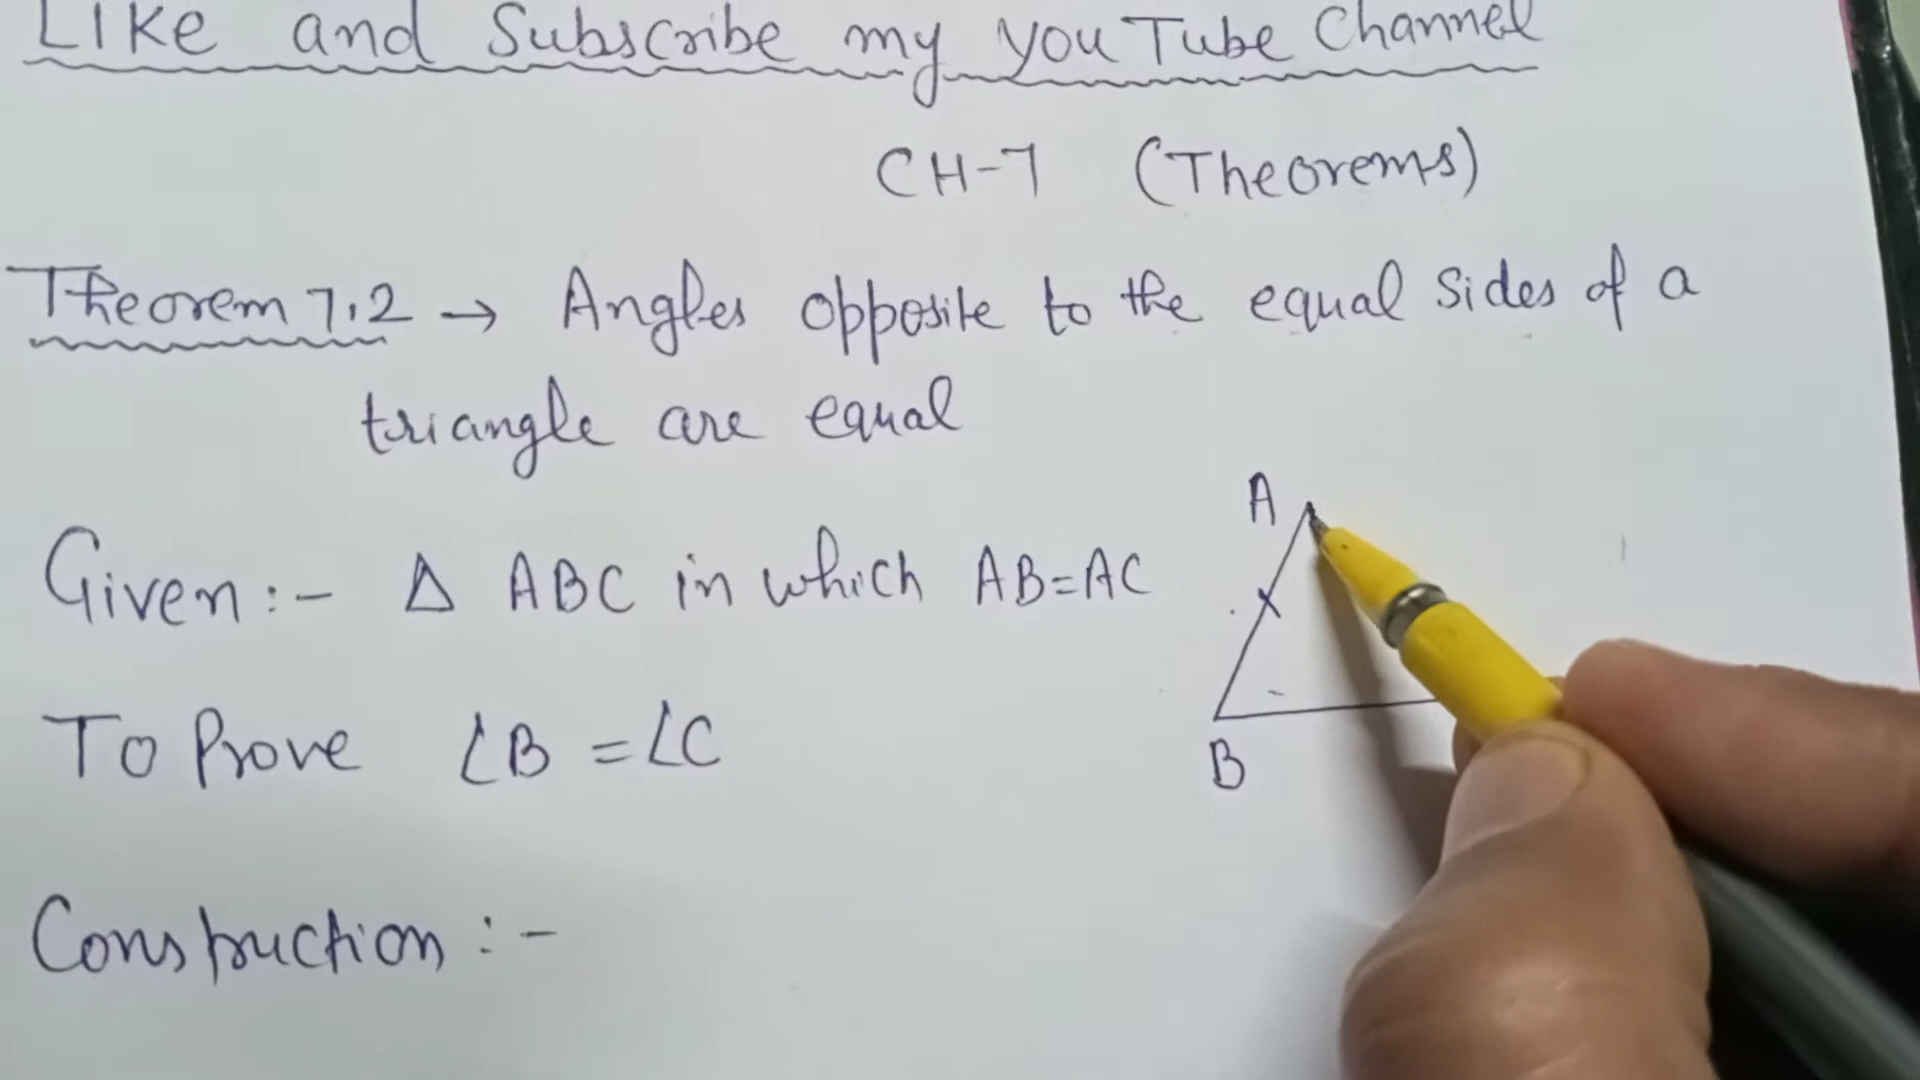 Like and Subscribe my YouTube Channel
CH-7 (Theorems)
Theorem 7.2 → Angles opposite to the equal sides of a
triangle are equal
Given :- Δ ABC in which AB=AC
To Prove ∠B = ∠C
Construction :-
A
B